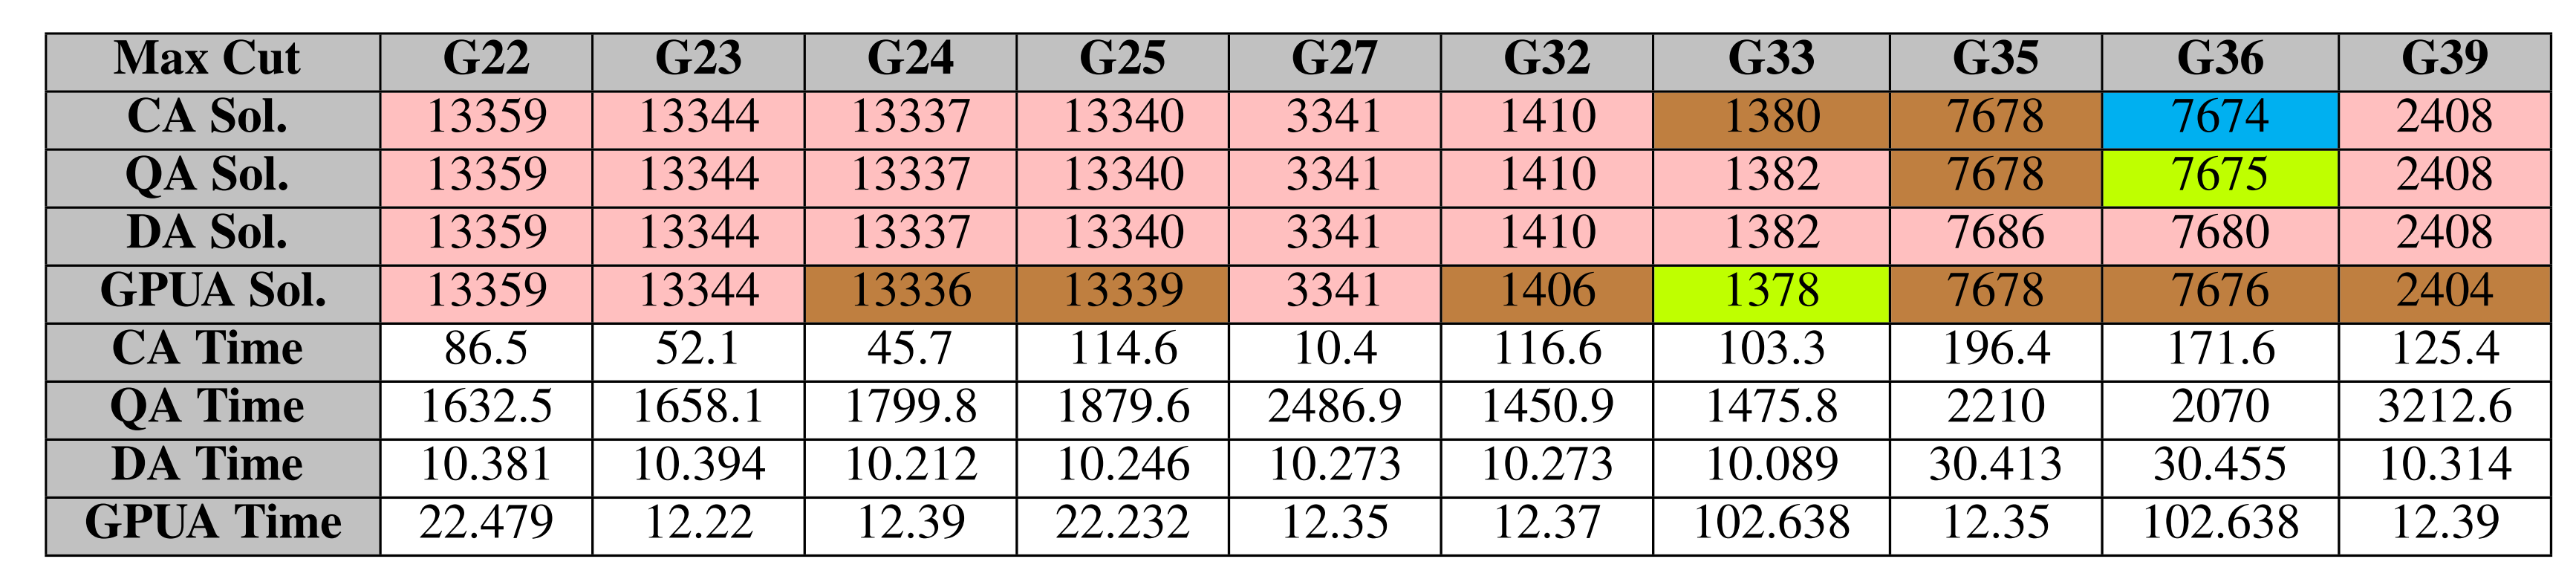 Max Cut G22 G23 G24 G25 G27 G32 G33 G35 G36 G39
CA Sol. 13359 13344 13337 13340 3341 1410 1380 7678 7674 2408
QA Sol. 13359 13344 13337 13340 3341 1410 1382 7678 7675 2408
DA Sol. 13359 13344 13337 13340 3341 1410 1382 7686 7680 2408
GPUA Sol. 13359 13344 13336 13339 3341 1406 1378 7678 7676 2404
CA Time 86.5 52.1 45.7 114.6 10.4 116.6 103.3 196.4 171.6 125.4
QA Time 1632.5 1658.1 1799.8 1879.6 2486.9 1450.9 1475.8 2210 2070 3212.6
DA Time 10.381 10.394 10.212 10.246 10.273 10.273 10.089 30.413 30.455 10.314
GPUA Time 22.479 12.22 12.39 22.232 12.35 12.37 102.638 12.35 102.638 12.39